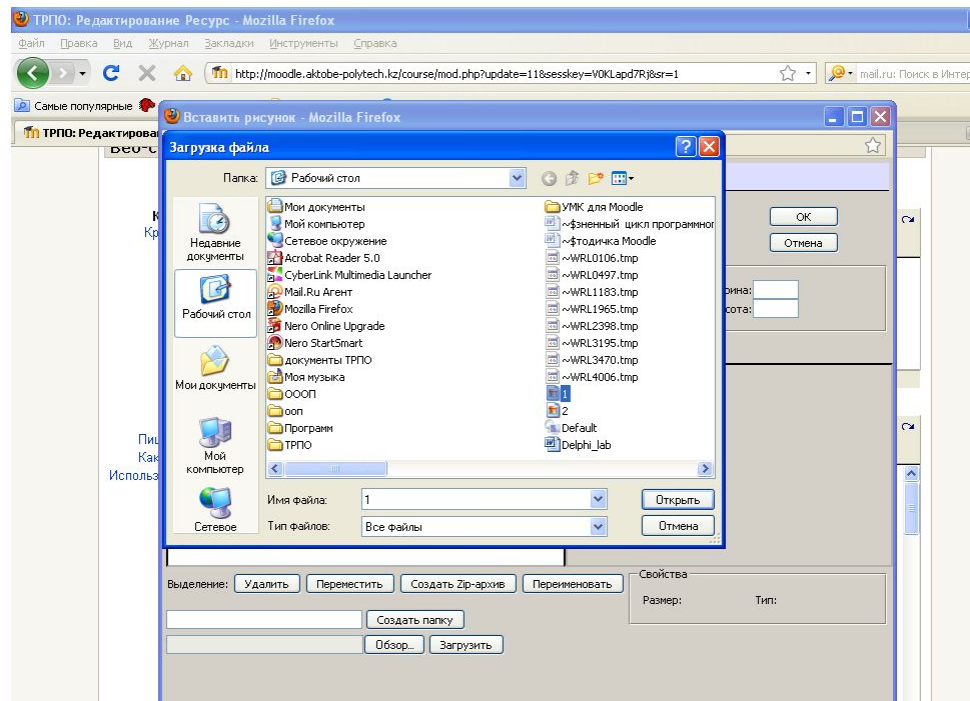 ТРПО: Редактирование Ресурс - Mozilla Firefox
Файл Правка Вид Журнал Закладки Инструменты Справка
http://moodle.aktobe-polytech.kz/course/mod.php?update=11&sesskey=V0KLapd7Rj&sr=1
mail.ru: Поиск в Интер
Самые популярные
Вставить рисунок - Mozilla Firefox
ТРПО: Редактирова
Загрузка файла
Папка: Рабочий стол
Недавние документы
Рабочий стол
Мои документы
Мой компьютер
Сетевое
Мои документы
Мой компьютер
Сетевое окружение
Acrobat Reader 5.0
CyberLink Multimedia Launcher
Mail.Ru Агент
Mozilla Firefox
Nero Online Upgrade
Nero StartSmart
документы ТРПО
Моя музыка
ОООП
ооп
Программ
ТРПО
УМК для Moodle
~$зненный цикл программног
~$тодичка Moodle
~WRL0106.tmp
~WRL0497.tmp
~WRL1183.tmp
~WRL1965.tmp
~WRL2398.tmp
~WRL3195.tmp
~WRL3470.tmp
~WRL4006.tmp
1
2
Default
Delphi_lab
Имя файла: 1 Открыть
Тип файлов: Все файлы Отмена
OK
Отмена
рина:
сота:
Кр
Пиш
Как
Использ
Выделение: Удалить Переместить Создать Zip-архив Переименовать
Свойства
Размер: Тип:
Создать папку
Обзор... Загрузить